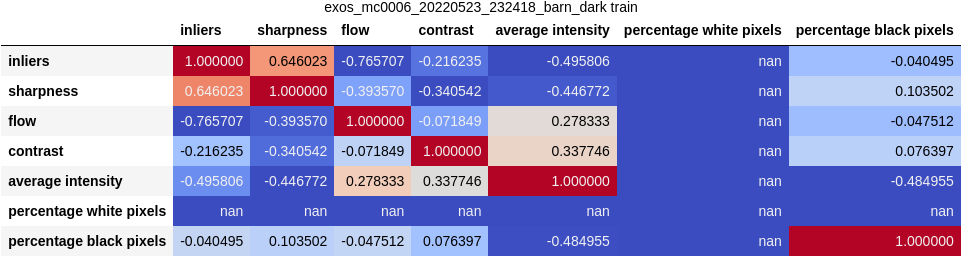 exos_mc0006_20220523_232418_barn_dark train
inliers sharpness flow contrast average intensity percentage white pixels percentage black pixels
inliers 1.000000 0.646023 -0.765707 -0.216235 -0.495806 nan -0.040495
sharpness 0.646023 1.000000 -0.393570 -0.340542 -0.446772 nan 0.103502
flow -0.765707 -0.393570 1.000000 -0.071849 0.278333 nan -0.047512
contrast -0.216235 -0.340542 -0.071849 1.000000 0.337746 nan 0.076397
average intensity -0.495806 -0.446772 0.278333 0.337746 1.000000 nan -0.484955
percentage white pixels nan nan nan nan nan nan nan
percentage black pixels -0.040495 0.103502 -0.047512 0.076397 -0.484955 nan 1.000000